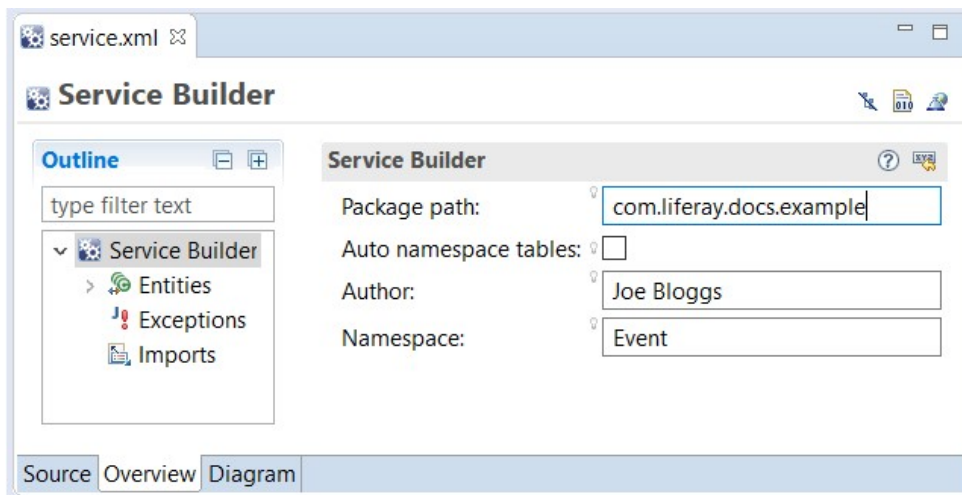 service.xml
Service Builder
Outline
type filter text
Service Builder
Entities
Exceptions
Imports
Service Builder
Package path: com.liferay.docs.example
Auto namespace tables:
Author: Joe Bloggs
Namespace: Event
Source Overview Diagram